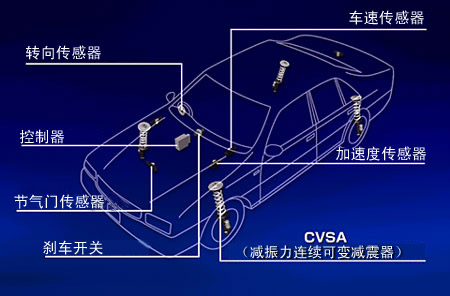 车速传感器
转向传感器
控制器
加速度传感器
节气门传感器
刹车开关
CVSA
（减振力连续可变减震器）